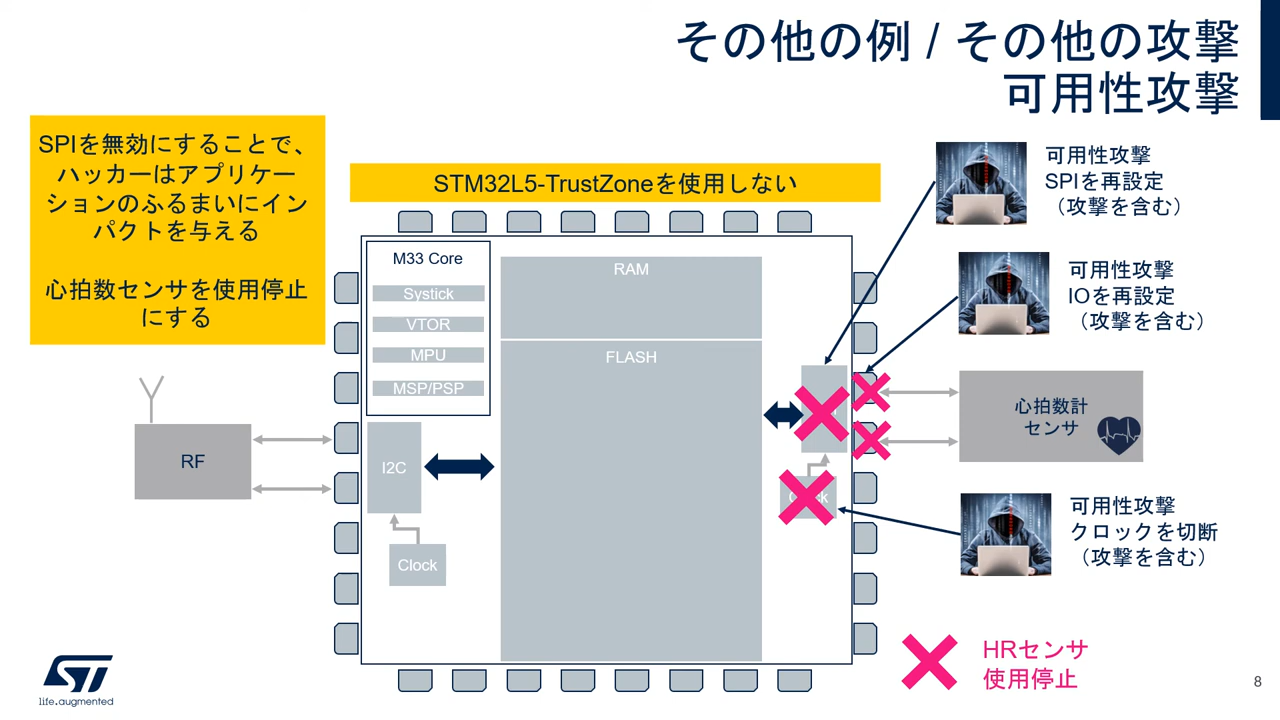 その他の例 / その他の攻撃
可用性攻撃
SPIを無効にすることで、
ハッカーはアプリケー
ションのふるまいにイン
パクトを与える
心拍数センサを使用停止
にする
STM32L5-TrustZoneを使用しない
M33 Core
Systick
VTOR
MPU
MSP/PSP
RAM
FLASH
I2C
Clock
RF
可用性攻撃
SPIを再設定
（攻撃を含む）
可用性攻撃
IOを再設定
（攻撃を含む）
心拍数計
センサ
可用性攻撃
クロックを切断
（攻撃を含む）
HRセンサ
使用停止
ST
life.augmented
8